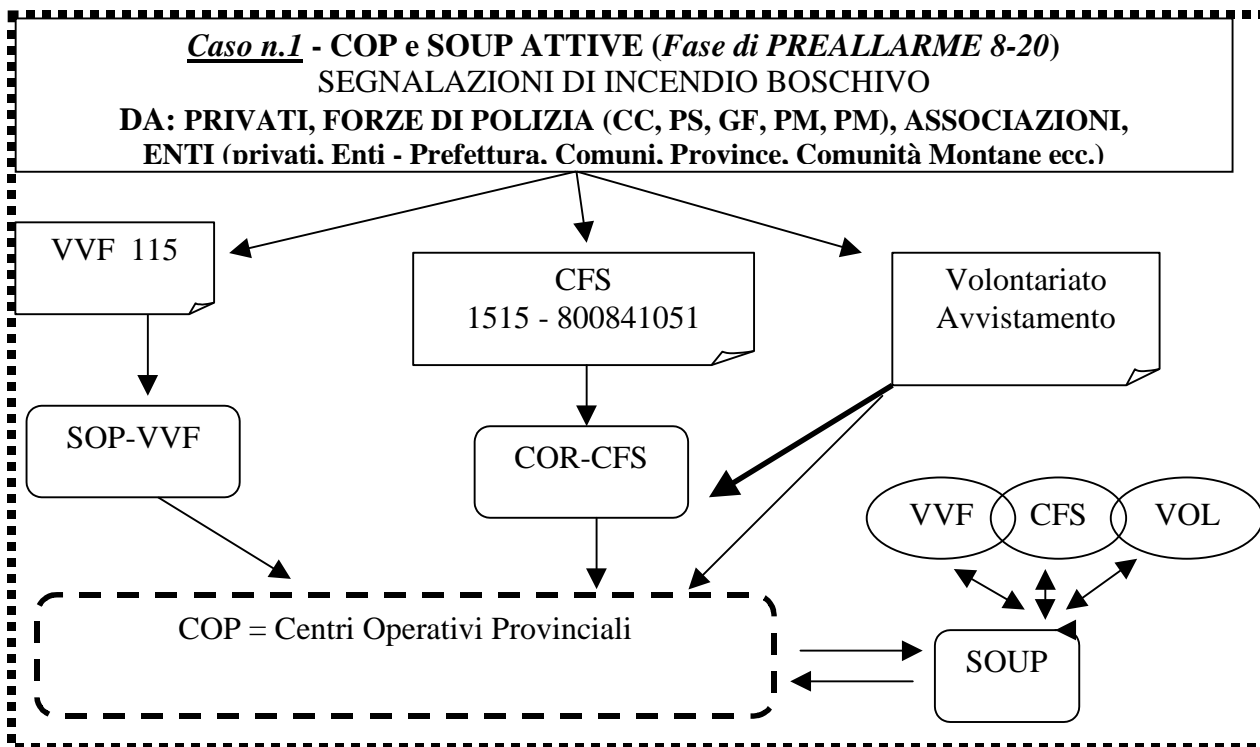 Caso n.1 - COP e SOUP ATTIVE (Fase di PREALLARME 8-20)
SEGNALAZIONI DI INCENDIO BOSCHIVO
DA: PRIVATI, FORZE DI POLIZIA (CC, PS, GF, PM, PM), ASSOCIAZIONI,
ENTI (privati, Enti - Prefettura, Comuni, Province, Comunità Montane ecc.)
VVF 115
CFS
1515 - 800841051
Volontariato
Avvistamento
SOP-VVF
COR-CFS
VVF CFS VOL
COP = Centri Operativi Provinciali
SOUP